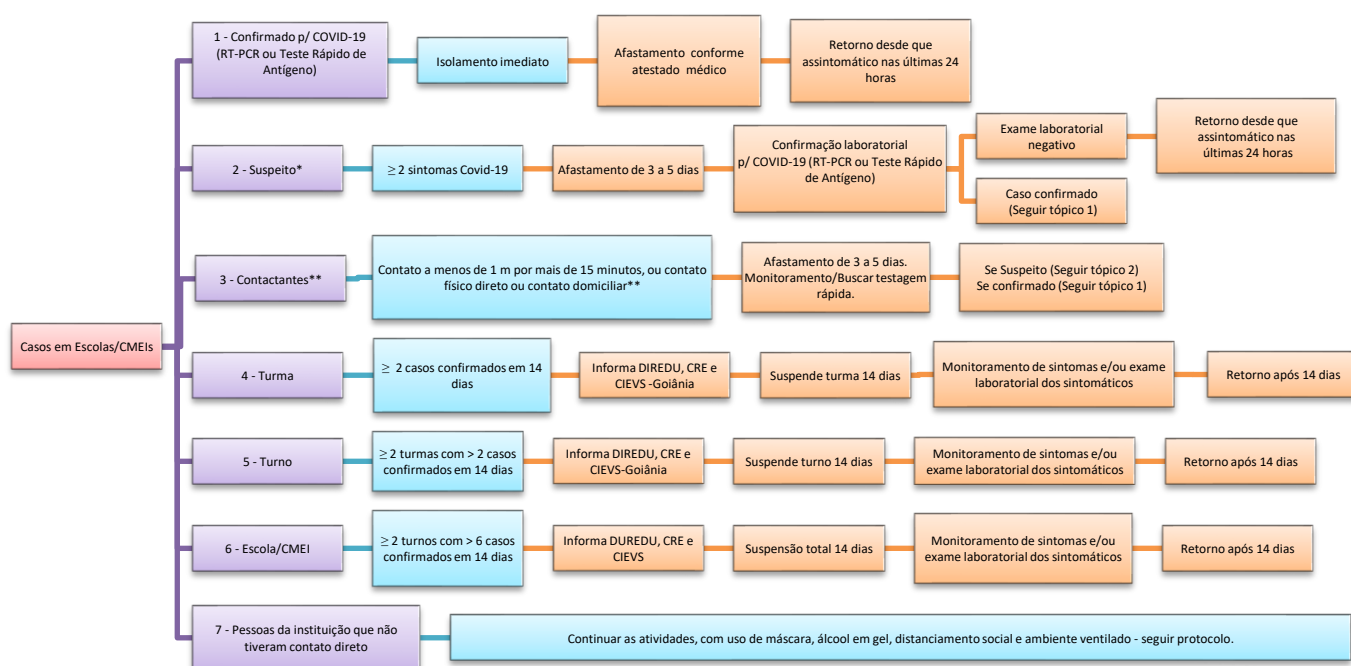 1 - Confirmado p/ COVID-19
(RT-PCR ou Teste Rápido de
Antígeno)
Isolamento imediato
Afastamento conforme
atestado médico
Retorno desde que
assintomático nas últimas 24
horas
2 - Suspeito*
≥ 2 sintomas Covid-19
Afastamento de 3 a 5 dias
Confirmação laboratorial
p/ COVID-19 (RT-PCR ou Teste Rápido
de Antígeno)
Exame laboratorial
negativo
Retorno desde que
assintomático nas
últimas 24 horas
Caso confirmado
(Seguir tópico 1)
3 - Contactantes**
Contato a menos de 1 m por mais de 15 minutos, ou contato
físico direto ou contato domiciliar**
Afastamento de 3 a 5 dias.
Monitoramento/Buscar testagem
rápida.
Se Suspeito (Seguir tópico 2)
Se confirmado (Seguir tópico 1)
Casos em Escolas/CMEIs
4 - Turma
≥ 2 casos confirmados em 14
dias
Informa DIREDU, CRE e
CIEVS -Goiânia
Suspende turma 14 dias
Monitoramento de sintomas e/ou exame
laboratorial dos sintomáticos
Retorno após 14 dias
5 - Turno
≥ 2 turmas com > 2 casos
confirmados em 14 dias
Informa DIREDU, CRE e
CIEVS-Goiânia
Suspende turno 14 dias
Monitoramento de sintomas e/ou
exame laboratorial dos sintomáticos
Retorno após 14 dias
6 - Escola/CMEI
≥ 2 turnos com > 6 casos
confirmados em 14 dias
Informa DUREDU, CRE e
CIEVS
Suspensão total 14 dias
Monitoramento de sintomas e/ou
exame laboratorial dos sintomáticos
Retorno após 14 dias
7 - Pessoas da instituição que não
tiveram contato direto
Continuar as atividades, com uso de máscara, álcool em gel, distanciamento social e ambiente ventilado - seguir protocolo.